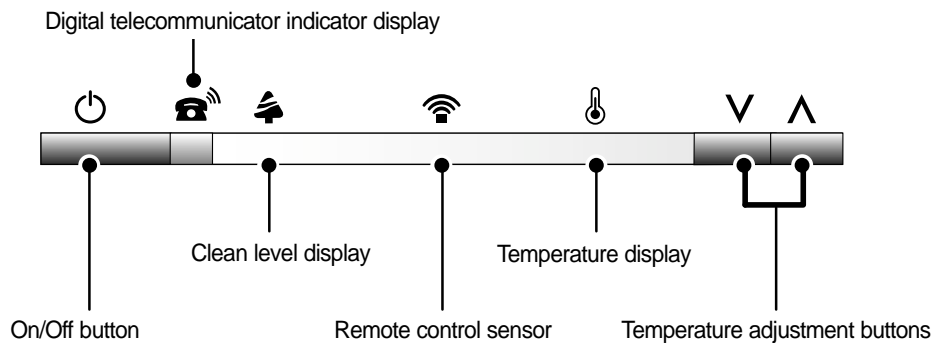 Digital telecommunicator indicator display
Clean level display
Temperature display
On/Off button
Remote control sensor
Temperature adjustment buttons